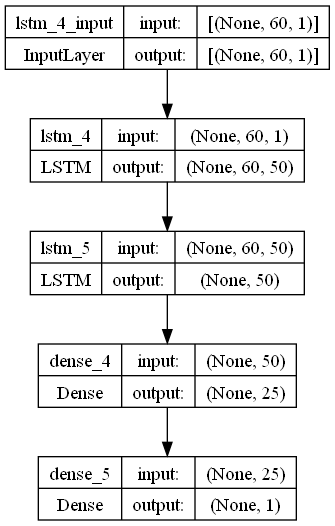 lstm_4_input input: [(None, 60, 1)]
InputLayer output: [(None, 60, 1)]
lstm_4 input: (None, 60, 1)
LSTM output: (None, 60, 50)
lstm_5 input: (None, 60, 50)
LSTM output: (None, 50)
dense_4 input: (None, 50)
Dense output: (None, 25)
dense_5 input: (None, 25)
Dense output: (None, 1)